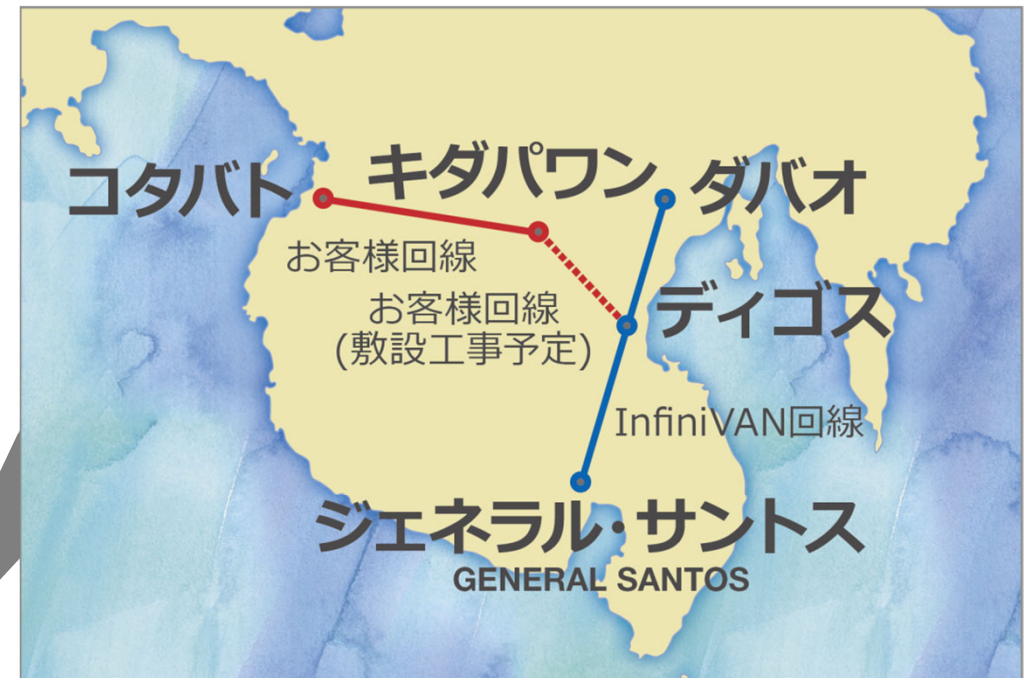 コタバト
キダパワン
ダバオ
お客様回線
お客様回線
(敷設工事予定)
ディゴス
InfiniVAN回線
ジェネラル・サントス
GENERAL SANTOS